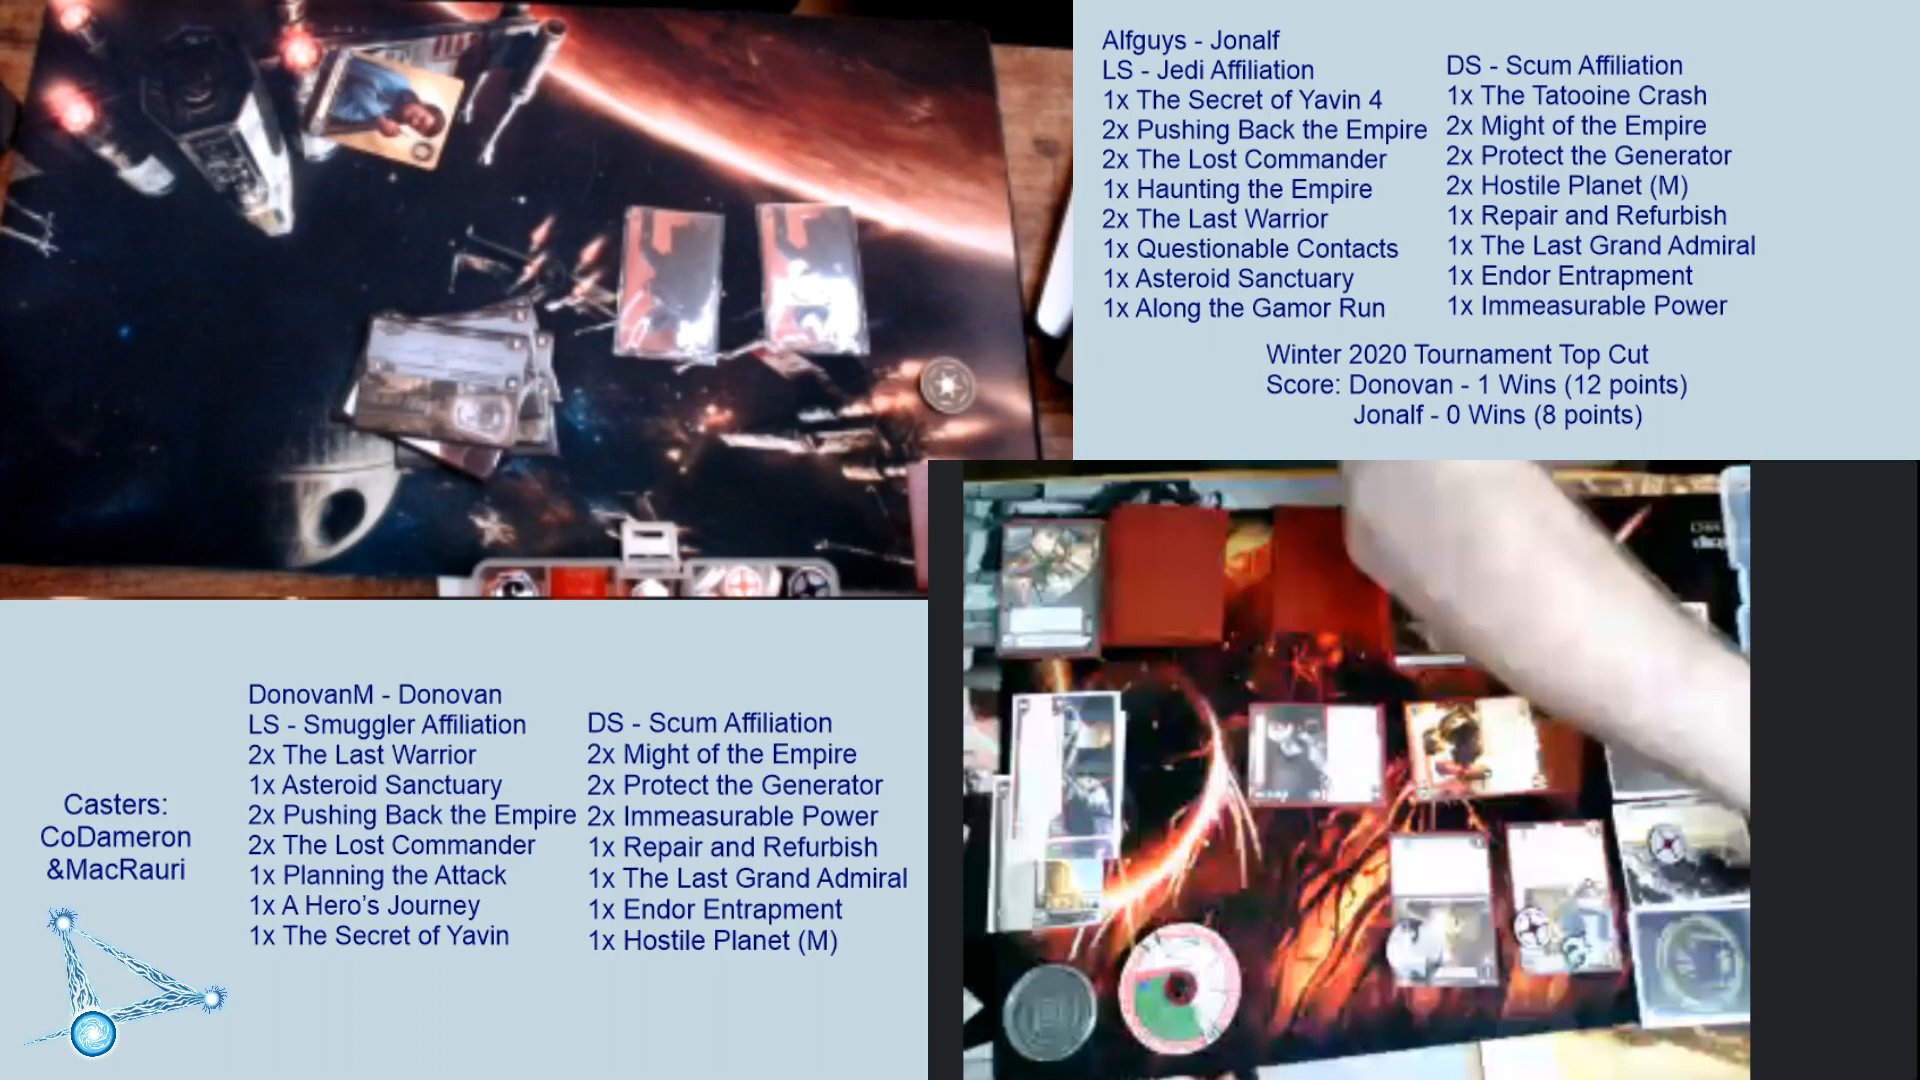 Alfguys - Jonalf
LS - Jedi Affiliation
1x The Secret of Yavin 4
2x Pushing Back the Empire
2x The Lost Commander
1x Haunting the Empire
2x The Last Warrior
1x Questionable Contacts
1x Asteroid Sanctuary
1x Along the Gamor Run
DS - Scum Affiliation
1x The Tatooine Crash
2x Might of the Empire
2x Protect the Generator
2x Hostile Planet (M)
1x Repair and Refurbish
1x The Last Grand Admiral
1x Endor Entrapment
1x Immeasurable Power
Winter 2020 Tournament Top Cut
Score: Donovan - 1 Wins (12 points)
Jonalf - 0 Wins (8 points)
Casters:
CoDameron
&MacRauri
DonovanM - Donovan
LS - Smuggler Affiliation
2x The Last Warrior
1x Asteroid Sanctuary
2x Pushing Back the Empire
2x The Lost Commander
1x Planning the Attack
1x A Hero’s Journey
1x The Secret of Yavin
DS - Scum Affiliation
2x Might of the Empire
2x Protect the Generator
2x Immeasurable Power
1x Repair and Refurbish
1x The Last Grand Admiral
1x Endor Entrapment
1x Hostile Planet (M)